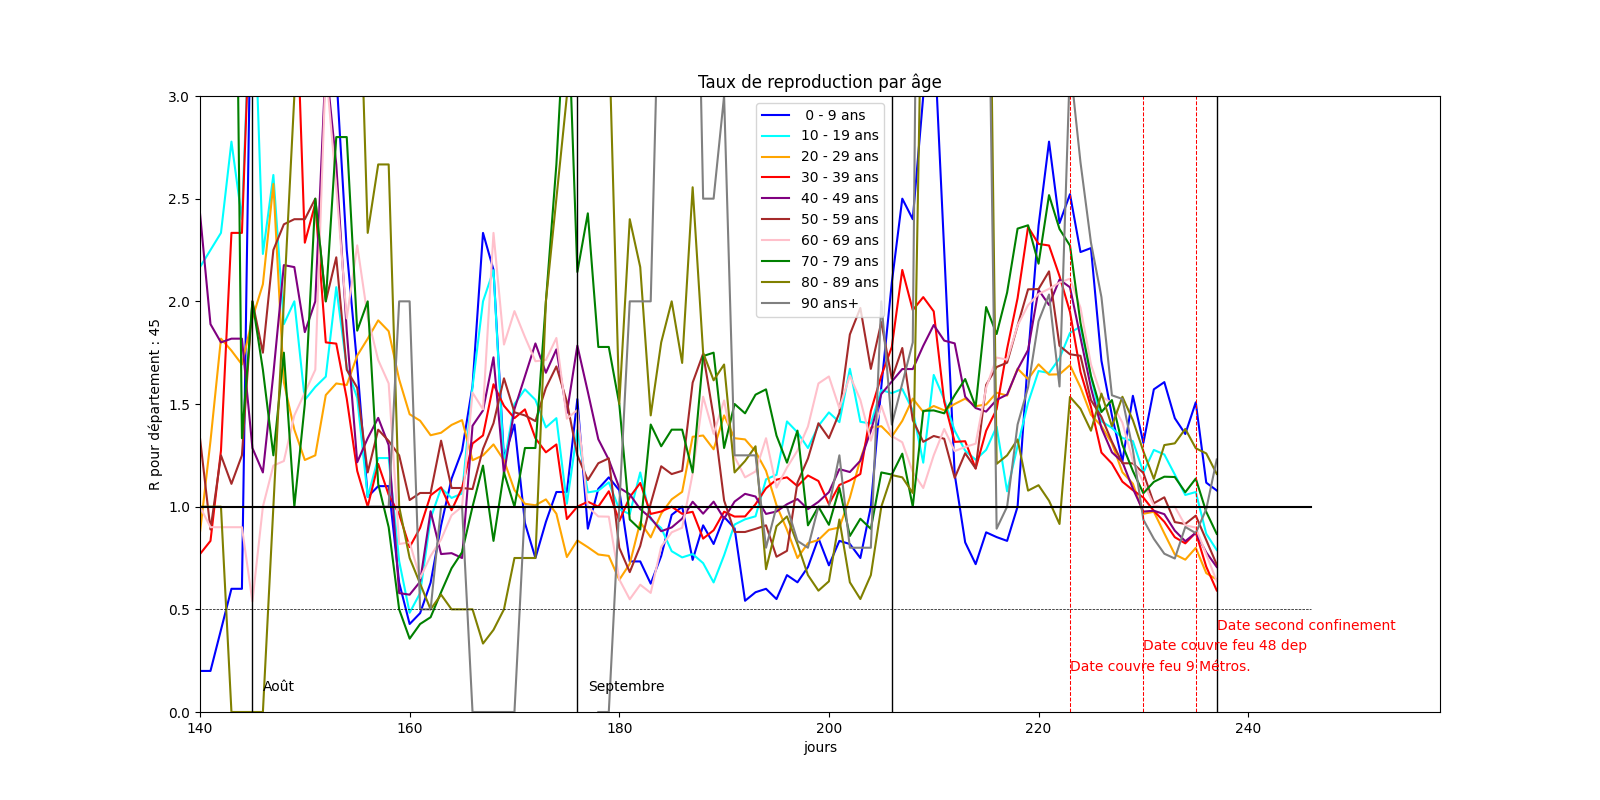 Taux de reproduction par âge
3.0
2.5
2.0
1.5
1.0
0.5
0.0
R pour département : 45
0 - 9 ans
10 - 19 ans
20 - 29 ans
30 - 39 ans
40 - 49 ans
50 - 59 ans
60 - 69 ans
70 - 79 ans
80 - 89 ans
90 ans+
Date second confinement
Date couvre feu 48 dep
Date couvre feu 9 Métros.
Août
Septembre
140
160
180
200
220
240
jours